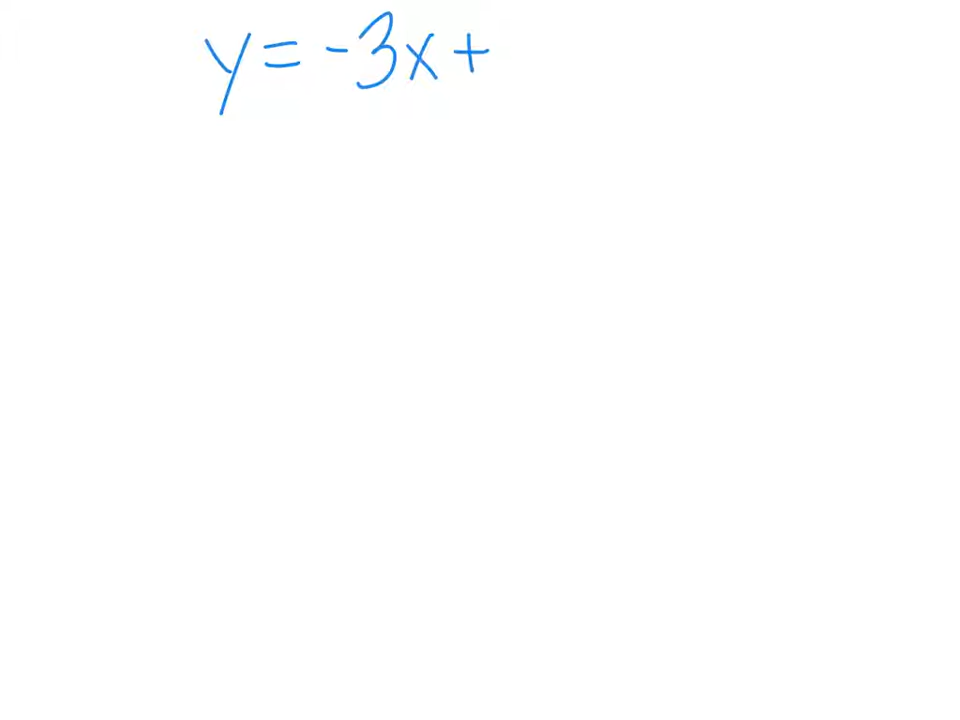 y = -3x +